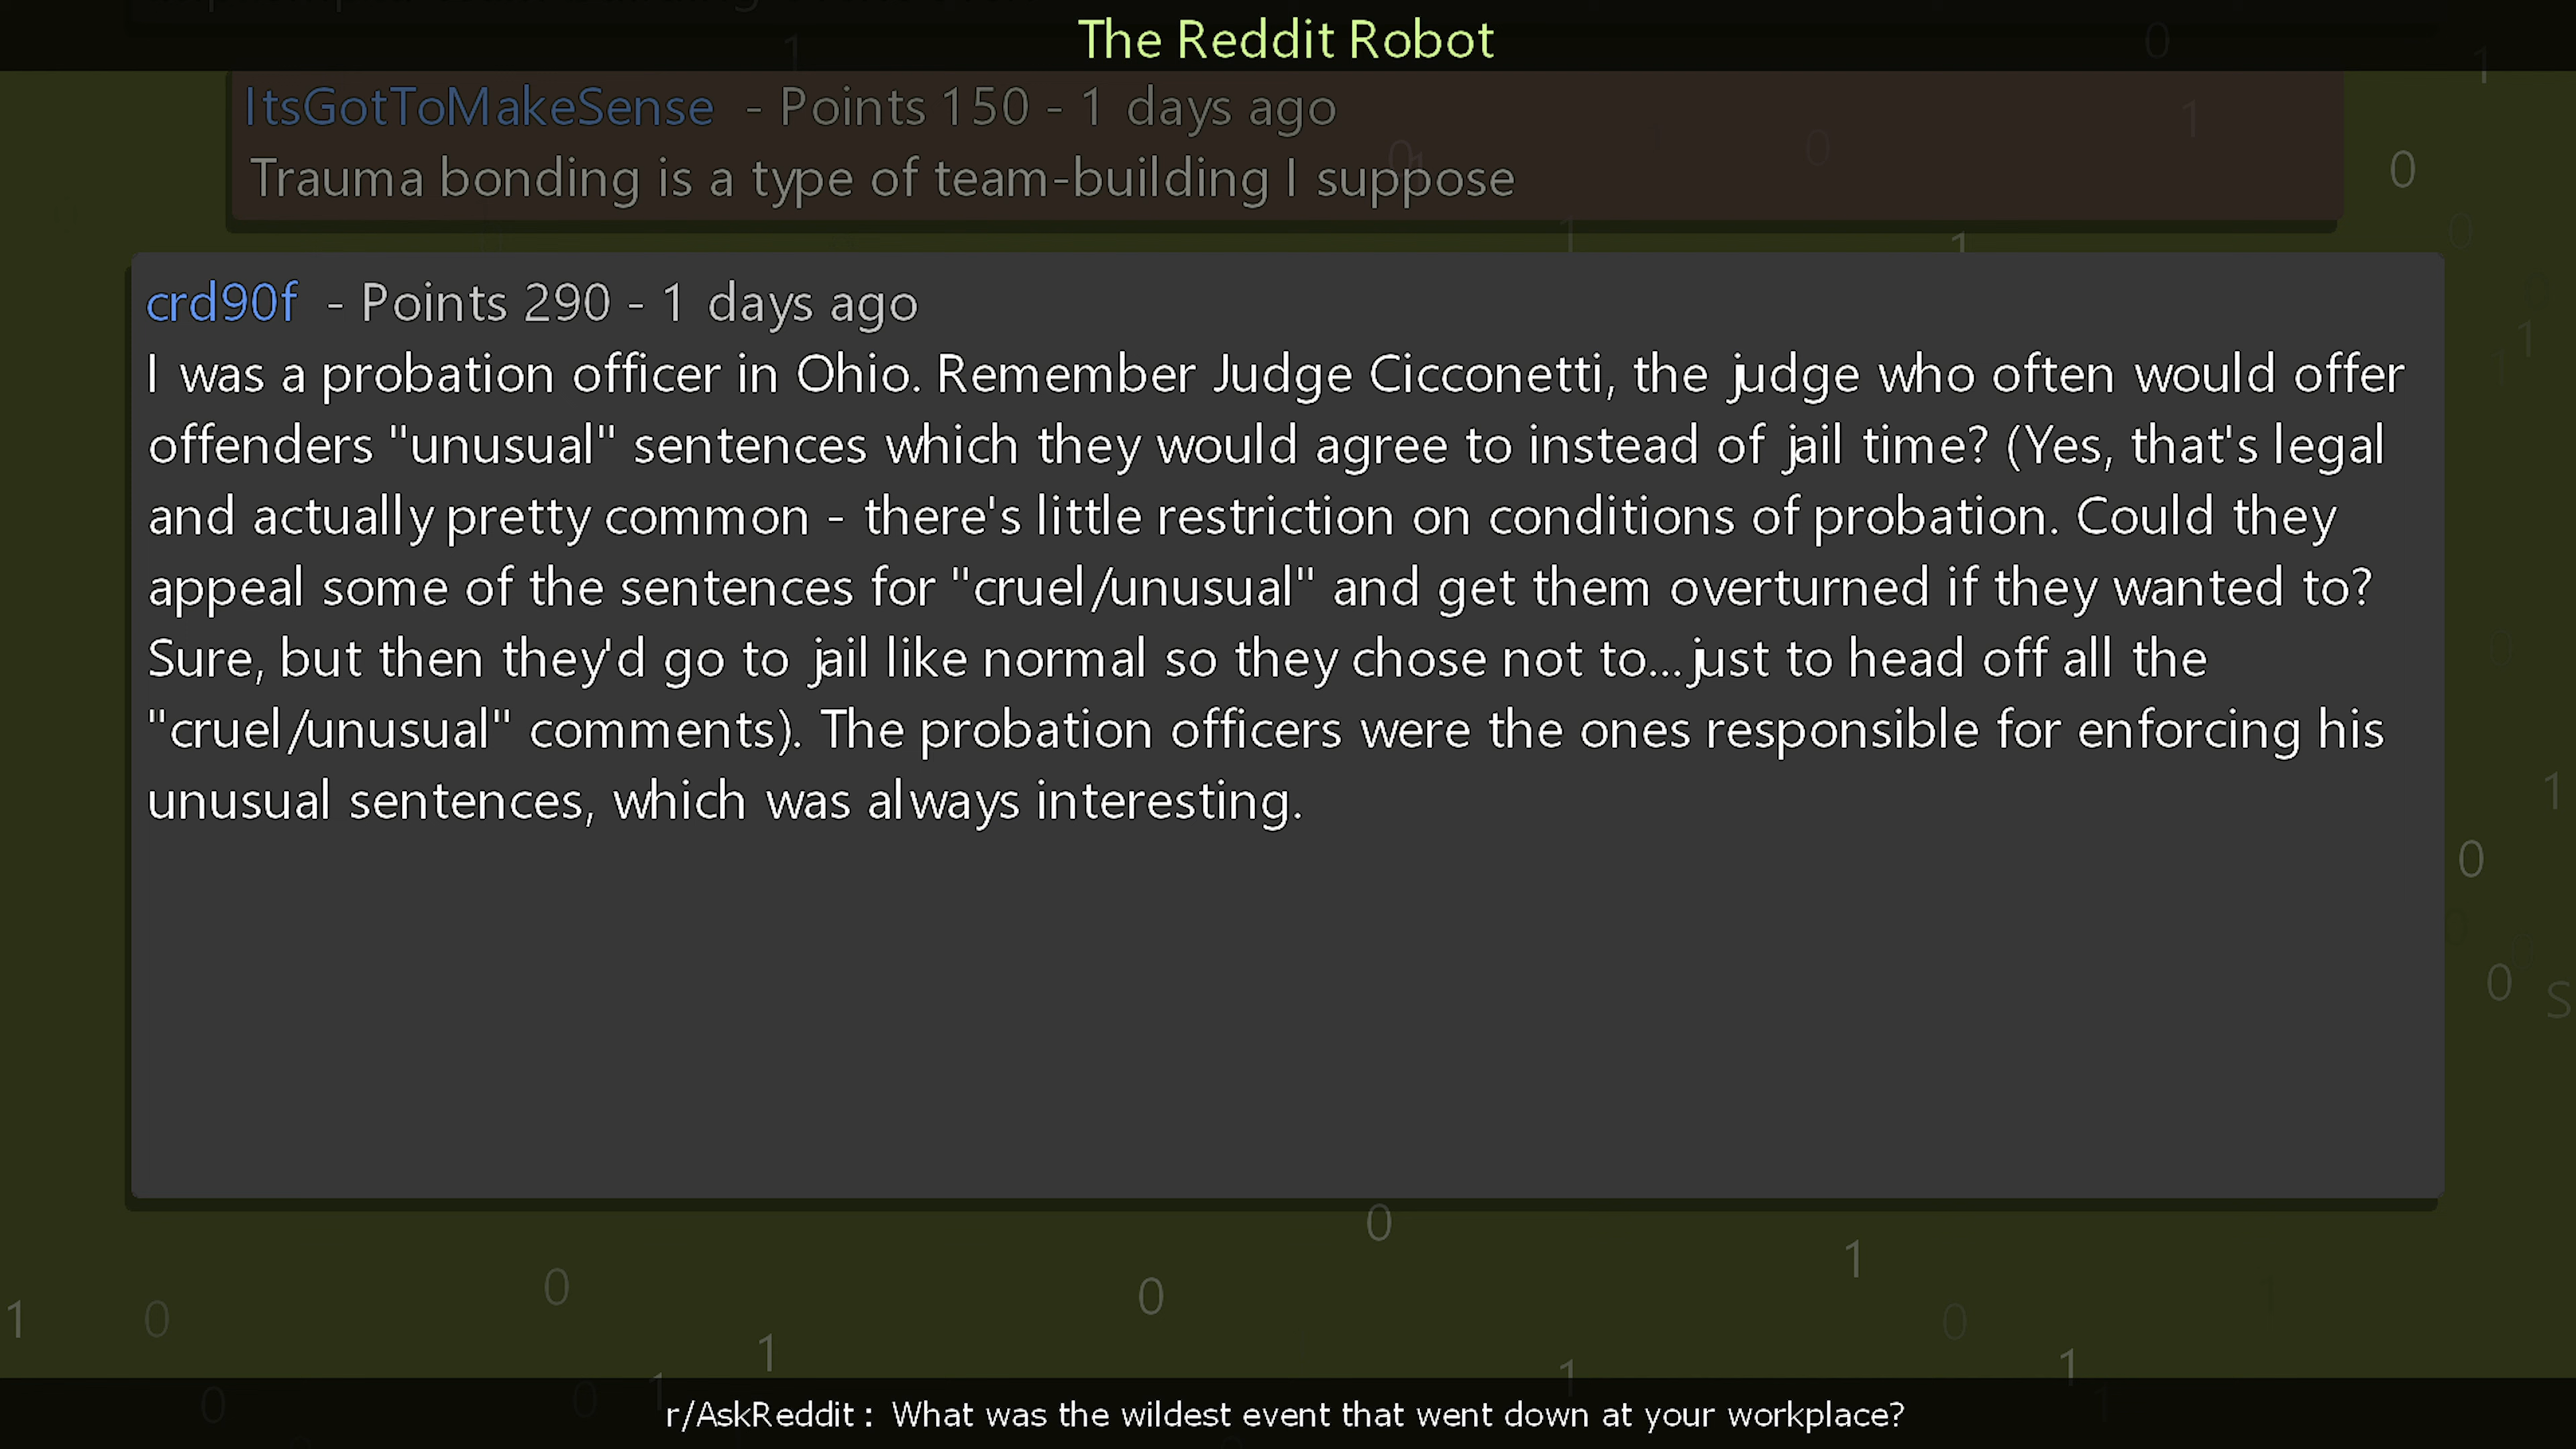 The Reddit Robot
ItsGotToMakeSense - Points 150 - 1 days ago
Trauma bonding is a type of team-building I suppose
crd90f - Points 290 - 1 days ago
I was a probation officer in Ohio. Remember Judge Cicconetti, the judge who often would offer
offenders "unusual" sentences which they would agree to instead of jail time? (Yes, that's legal
and actually pretty common - there's little restriction on conditions of probation. Could they
appeal some of the sentences for "cruel/unusual" and get them overturned if they wanted to?
Sure, but then they'd go to jail like normal so they chose not to...just to head off all the
"cruel/unusual" comments). The probation officers were the ones responsible for enforcing his
unusual sentences, which was always interesting.
r/AskReddit : What was the wildest event that went down at your workplace?